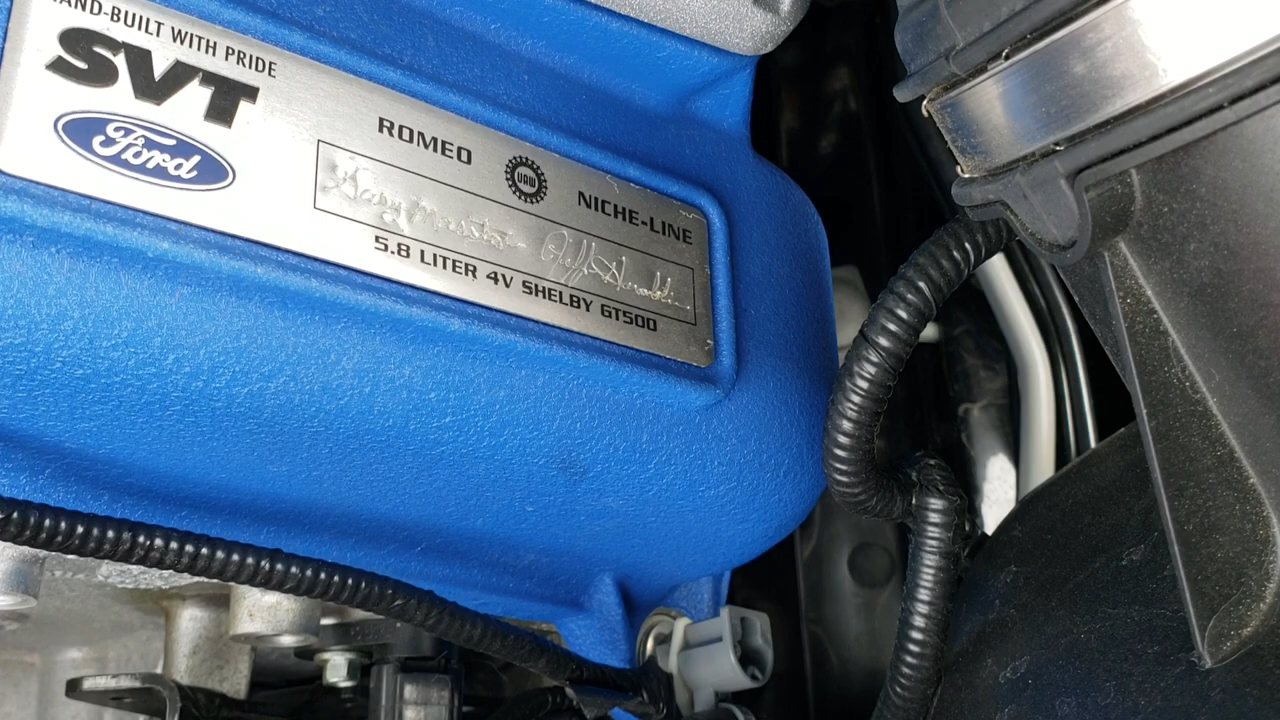 HAND-BUILT WITH PRIDE
SVT
Ford
ROMEO
UAW
NICHE-LINE
5.8 LITER 4V SHELBY GT500